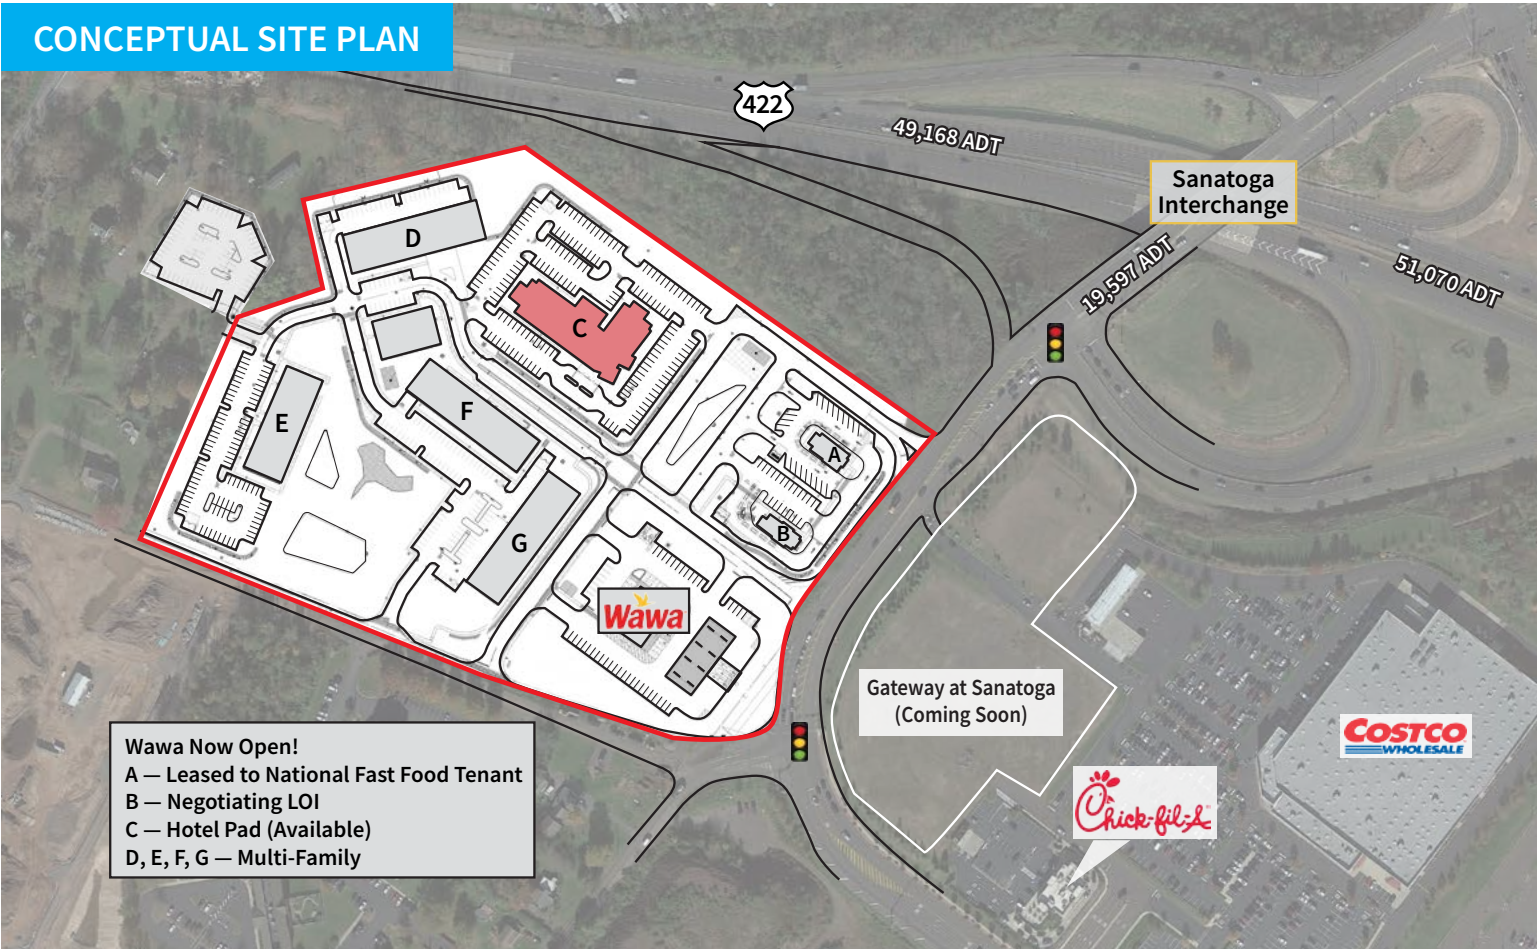 CONCEPTUAL SITE PLAN
422
49,168 ADT
Sanatoga
Interchange
19,597 ADT
51,070 ADT
D
C
E
F
A
B
G
Wawa
Gateway at Sanatoga
(Coming Soon)
COSTCO
WHOLESALE
Chick-fil-A
Wawa Now Open!
A — Leased to National Fast Food Tenant
B — Negotiating LOI
C — Hotel Pad (Available)
D, E, F, G — Multi-Family